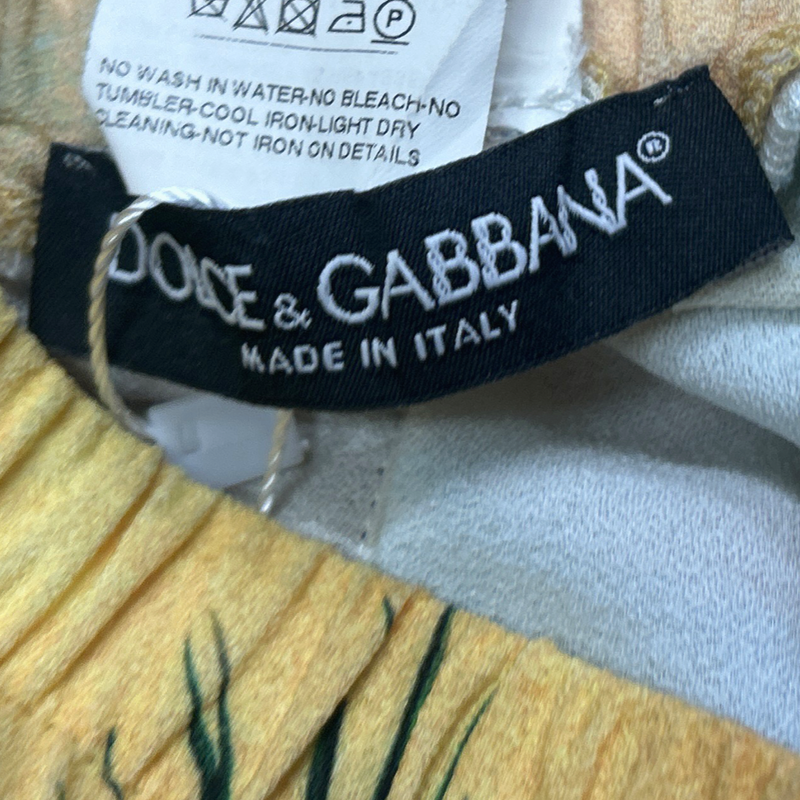 P
NO WASH IN WATER-NO BLEACH-NO
TUMBLER-COOL IRON-LIGHT DRY
CLEANING-NOT IRON ON DETAILS
DOLCE & GABBANA®
MADE IN ITALY